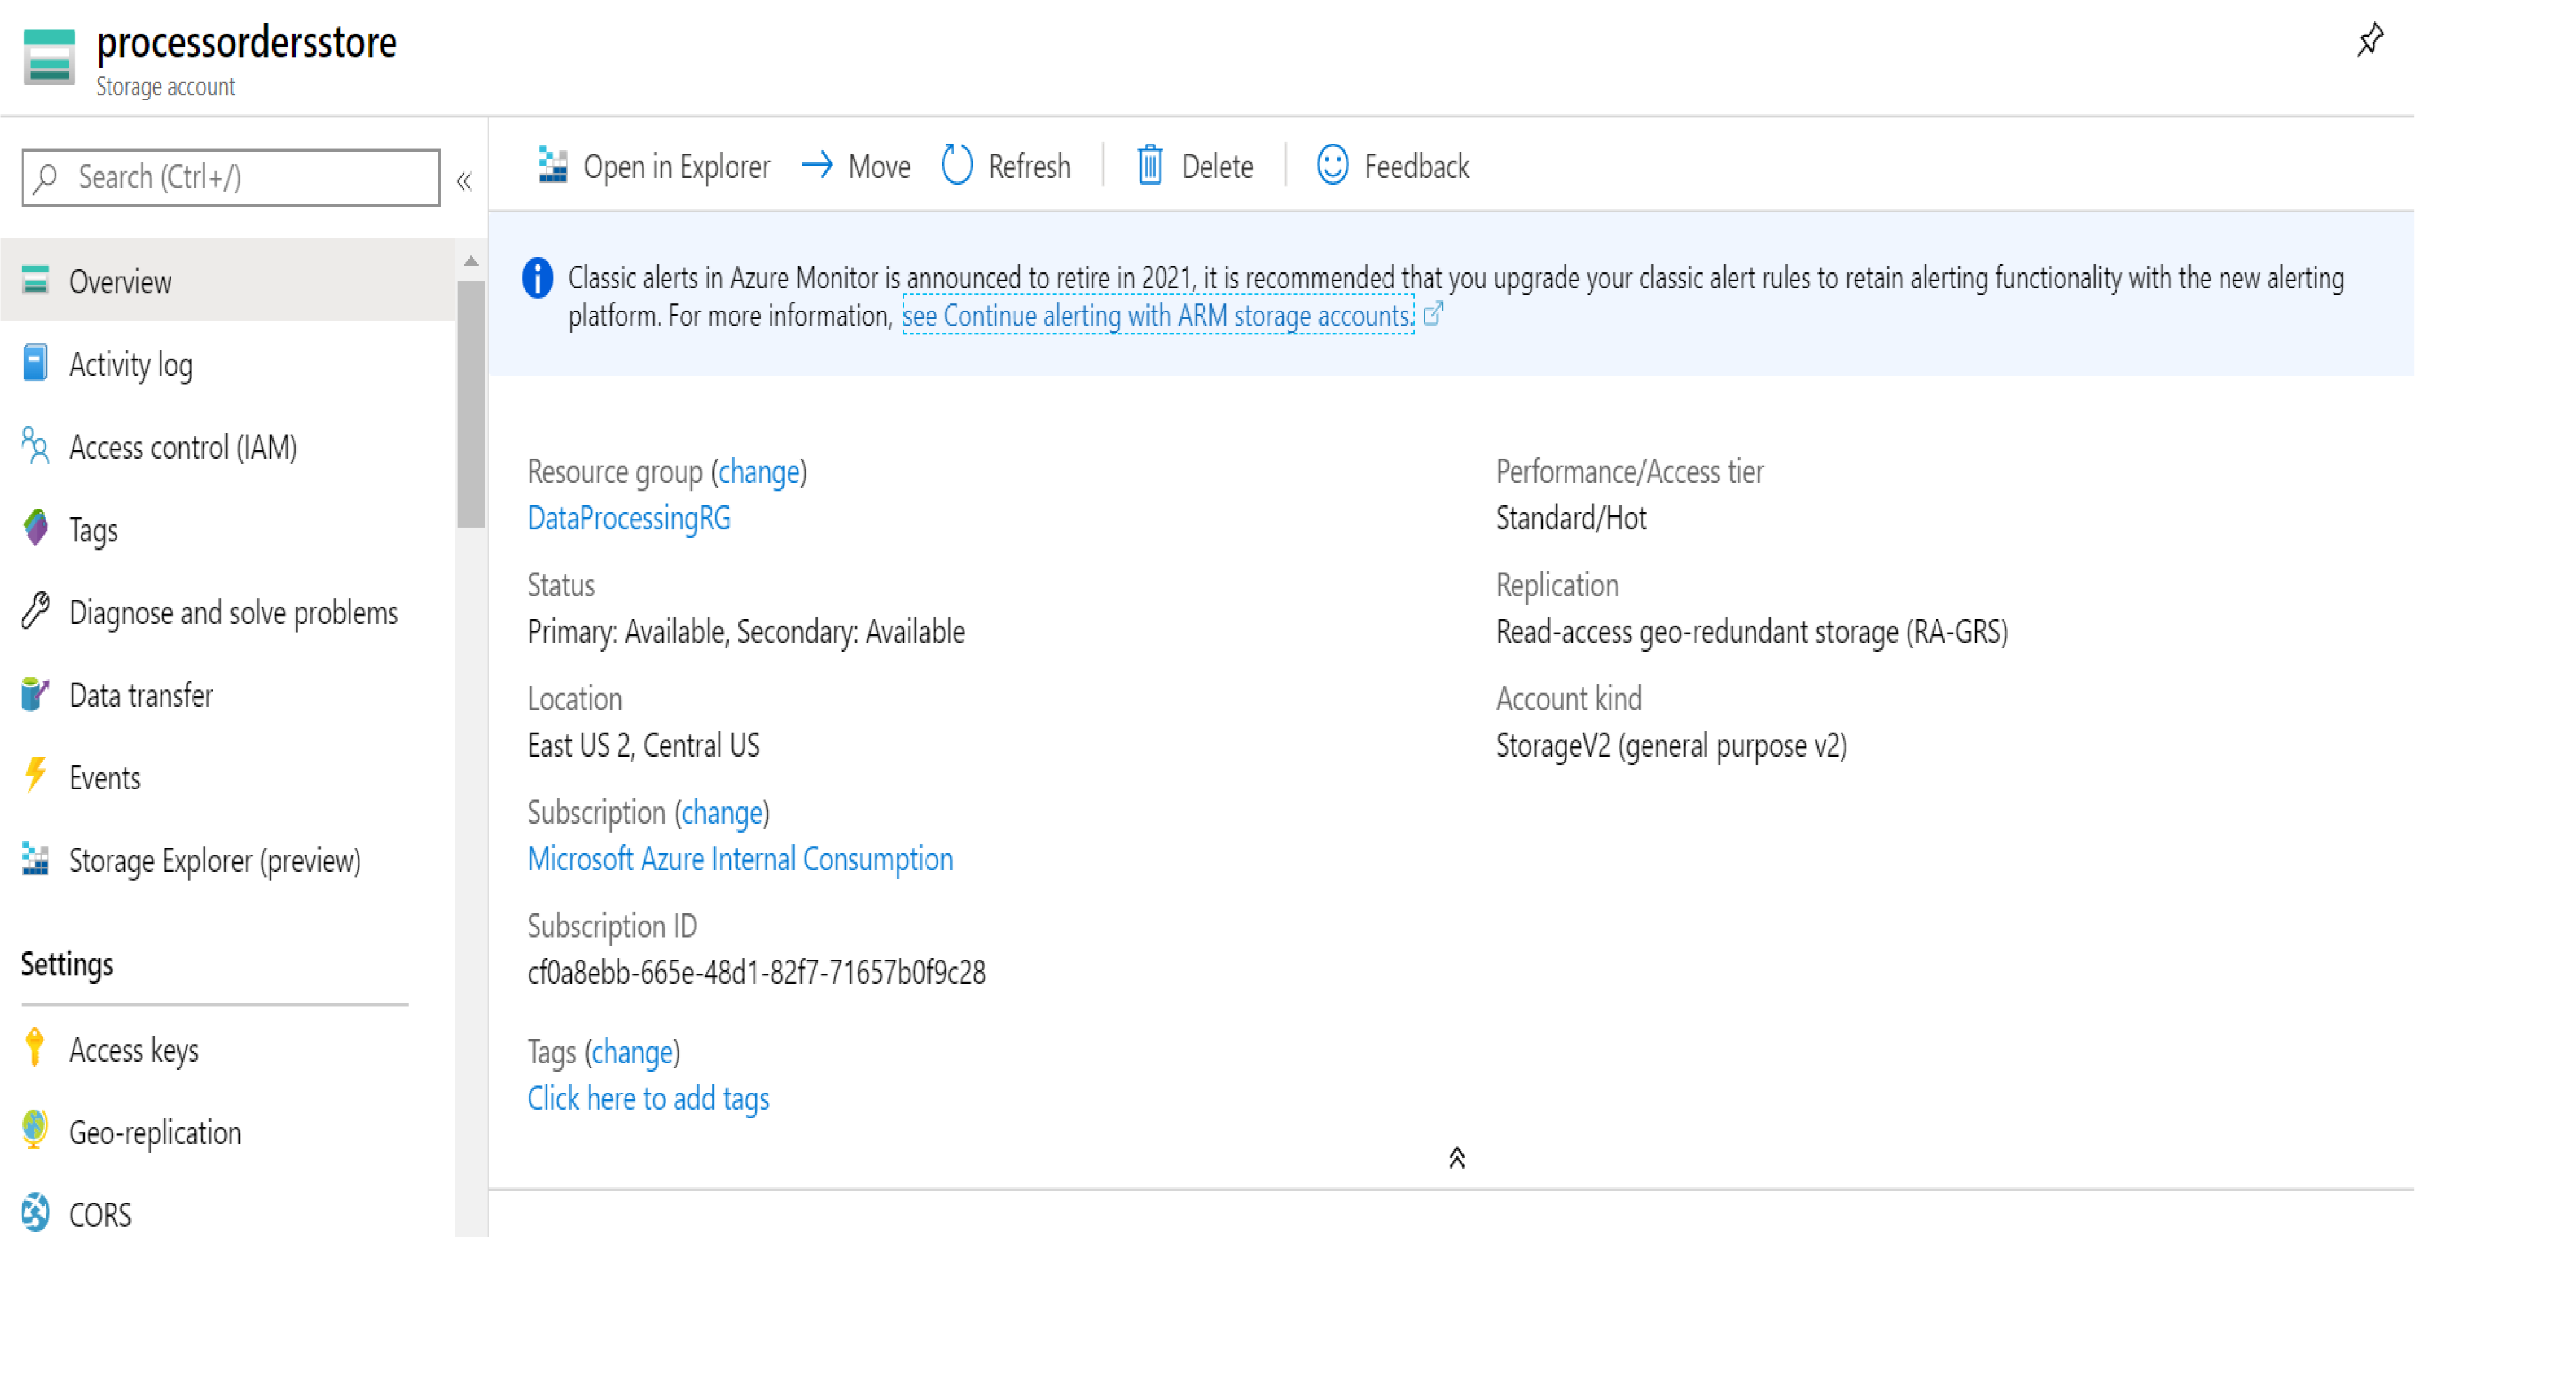 processordersstore
Storage account
Search (Ctrl+/)
Overview
Activity log
Access control (IAM)
Tags
Diagnose and solve problems
Data transfer
Events
Storage Explorer (preview)
Settings
Access keys
Geo-replication
CORS
Open in Explorer Move Refresh Delete Feedback
Classic alerts in Azure Monitor is announced to retire in 2021, it is recommended that you upgrade your classic alert rules to retain alerting functionality with the new alerting
platform. For more information, see Continue alerting with ARM storage accounts.
Resource group (change)
DataProcessingRG
Status
Primary: Available, Secondary: Available
Location
East US 2, Central US
Subscription (change)
Microsoft Azure Internal Consumption
Subscription ID
cf0a8ebb-665e-48d1-82f7-71657b0f9c28
Tags (change)
Click here to add tags
Performance/Access tier
Standard/Hot
Replication
Read-access geo-redundant storage (RA-GRS)
Account kind
StorageV2 (general purpose v2)